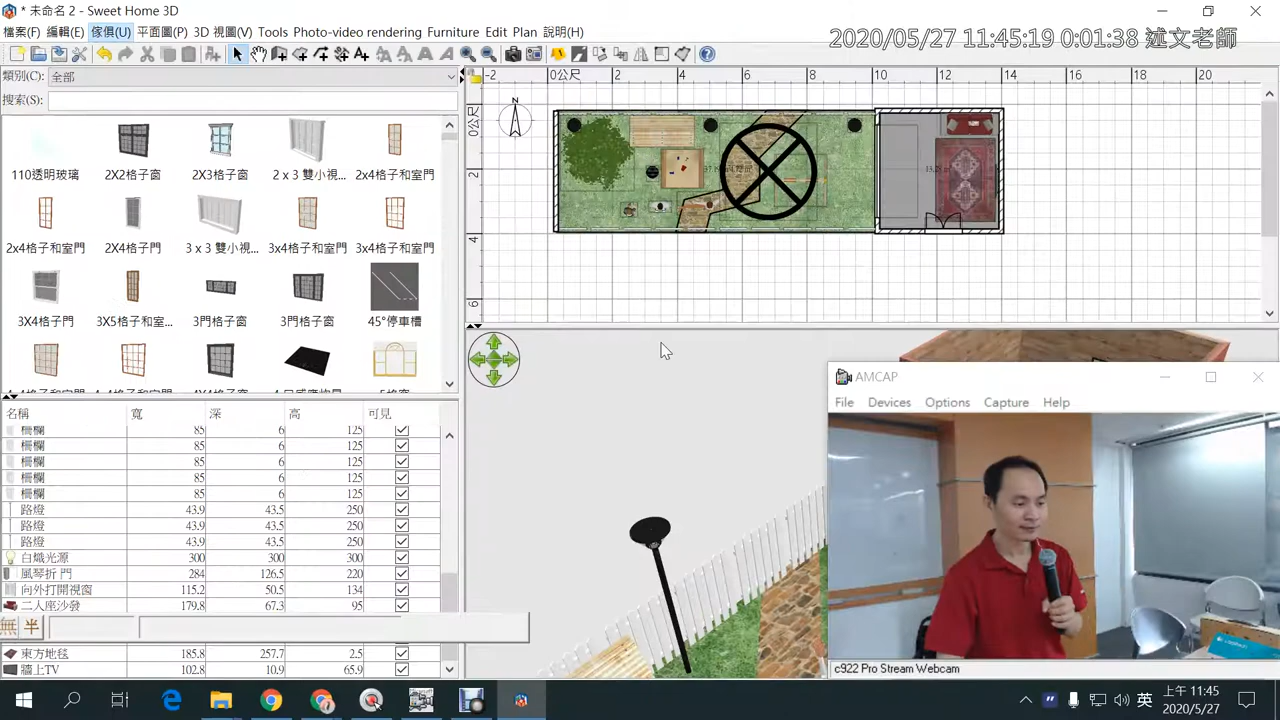 * 未命名 2 - Sweet Home 3D
檔案(F) 編輯(E) 傢俱(U) 平面圖(P) 3D 視圖(V) Tools Photo-video rendering Furniture Edit Plan 說明(H)
2020/05/27 11:45:19 0:01:38 述文老師
類別(C): 全部
搜索(S):
-2 0公尺 2 4 6 8 10 12 14 16 18 20
0公尺
2
4
6
N
2X2格子窗 2X3格子窗 2 x 3 雙小視... 2x4格子和室門
2x4格子和室門 2X4格子門 3 x 3 雙小視... 3x4格子和室門 3x4格子和室門
3X4格子門 3X5格子和室... 3門格子窗 3門格子窗 45°停車槽
名稱 寬 深 高 可見
柵欄 85 6 125
柵欄 85 6 125
柵欄 85 6 125
柵欄 85 6 125
柵欄 85 6 125
路燈 43.9 43.5 250
路燈 43.9 43.5 250
路燈 43.9 43.5 250
白熾光源 300 300 300
風琴折 門 284 126.5 220
向外打開視窗 115.2 50.5 134
二人座沙發 179.8 67.3 95
無 半
東方地毯 185.8 257.7 2.5
牆上TV 102.8 10.9 65.9
AMCAP
File Devices Options Capture Help
c922 Pro Stream Webcam
英
上午 11:45
2020/5/27